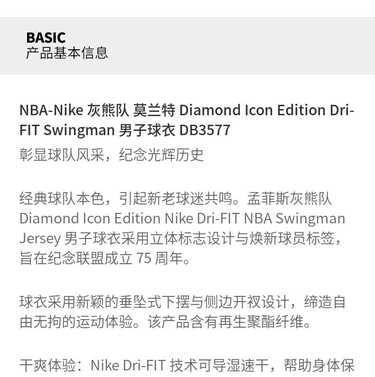 BASIC
产品基本信息
NBA-Nike 灰熊队 莫兰特 Diamond Icon Edition Dri-
FIT Swingman 男子球衣 DB3577
彰显球队风采，纪念光辉历史
经典球队本色，引起新老球迷共鸣。孟菲斯灰熊队
Diamond Icon Edition Nike Dri-FIT NBA Swingman
Jersey 男子球衣采用立体标志设计与焕新球员标签，
旨在纪念联盟成立 75 周年。
球衣采用新颖的垂坠式下摆与侧边开衩设计，缔造自
由无拘的运动体验。该产品含有再生聚酯纤维。
干爽体验：Nike Dri-FIT 技术可导湿速干，帮助身体保